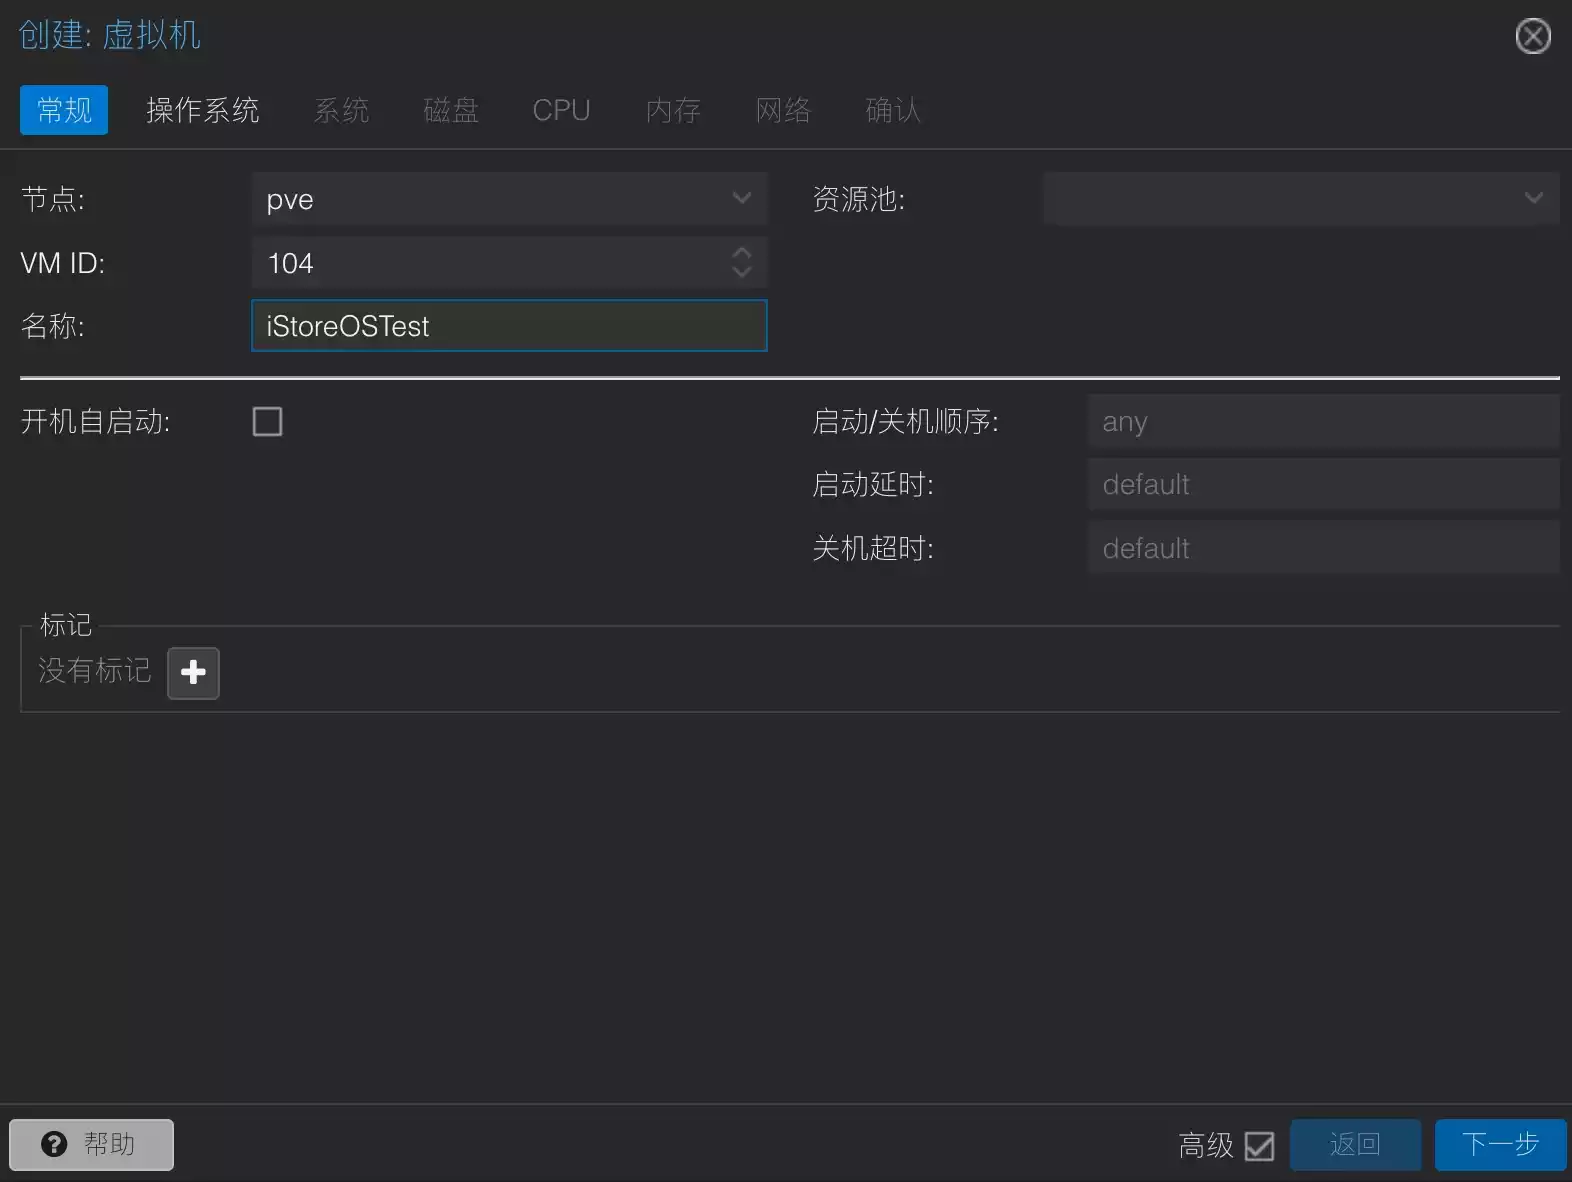 创建: 虚拟机
常规 操作系统 系统 磁盘 CPU 内存 网络 确认
节点: pve 资源池:
VM ID: 104
名称: iStoreOSTest
开机自启动: 启动/关机顺序: any
启动延时: default
关机超时: default
标记
没有标记
帮助 高级 返回 下一步